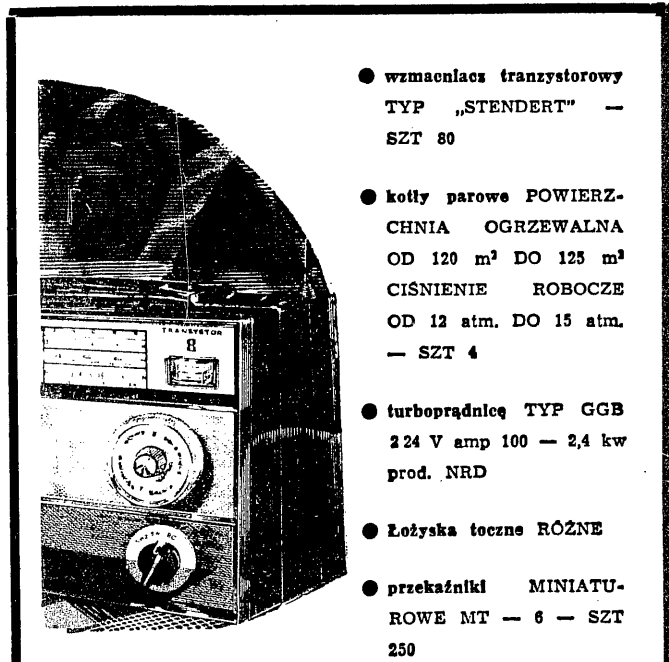 ● wzmacniacz tranzystorowy
TYP „STENDERT” —
SZT 80
● kotły parowe POWIERZ-
CHNIA OGRZEWALNA
OD 120 m² DO 125 m²
CIŚNIENIE ROBOCZE
OD 12 atm. DO 15 atm.
— SZT 4
● turboprądnicę TYP GGB
2 24 V amp 100 — 2,4 kw
prod. NRD
● Łożyska toczne RÓŻNE
● przekaźniki MINIATU-
ROWE MT — 6 — SZT
250
TRANZYSTOR
8